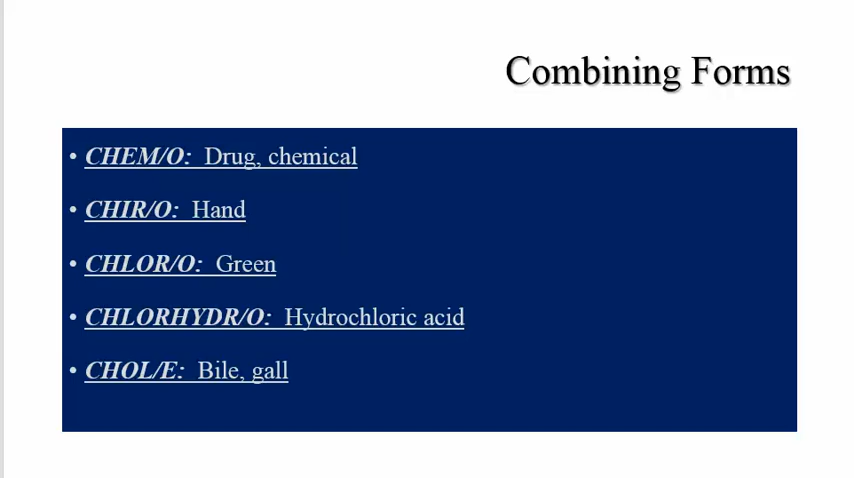 Combining Forms
• CHEM/O: Drug, chemical
• CHIR/O: Hand
• CHLOR/O: Green
• CHLORHYDR/O: Hydrochloric acid
• CHOL/E: Bile, gall